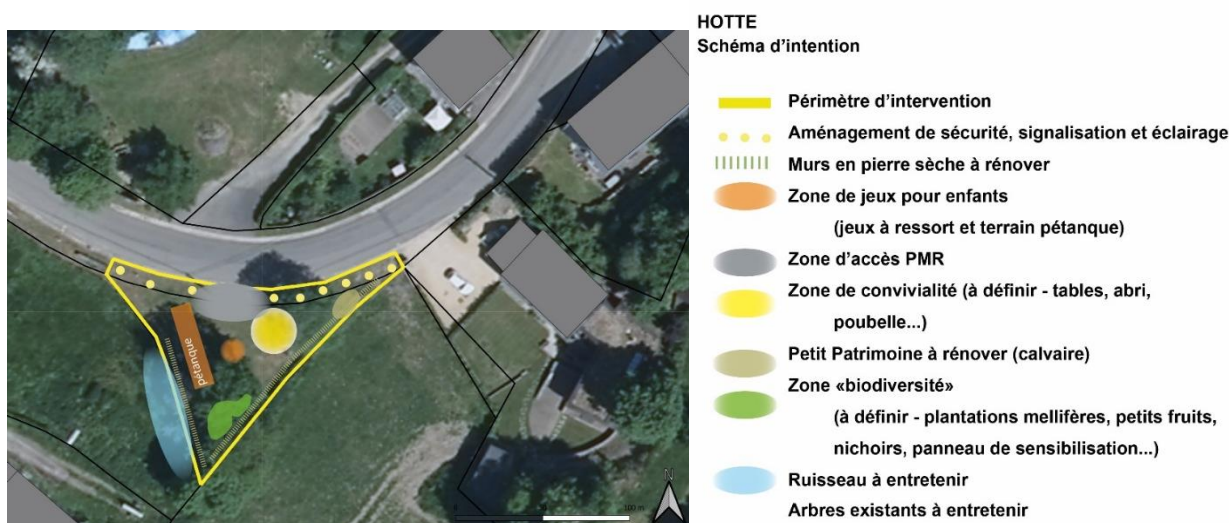 HOTTE
Schéma d'intention
Périmètre d'intervention
Aménagement de sécurité, signalisation et éclairage
Murs en pierre sèche à rénover
Zone de jeux pour enfants
(jeux à ressort et terrain pétanque)
Zone d'accès PMR
Zone de convivialité (à définir - tables, abri,
poubelle...)
Petit Patrimoine à rénover (calvaire)
Zone «biodiversité»
(à définir - plantations mellifères, petits fruits,
nichoirs, panneau de sensibilisation...)
Ruisseau à entretenir
Arbres existants à entretenir
pétanque
N
0
100 m